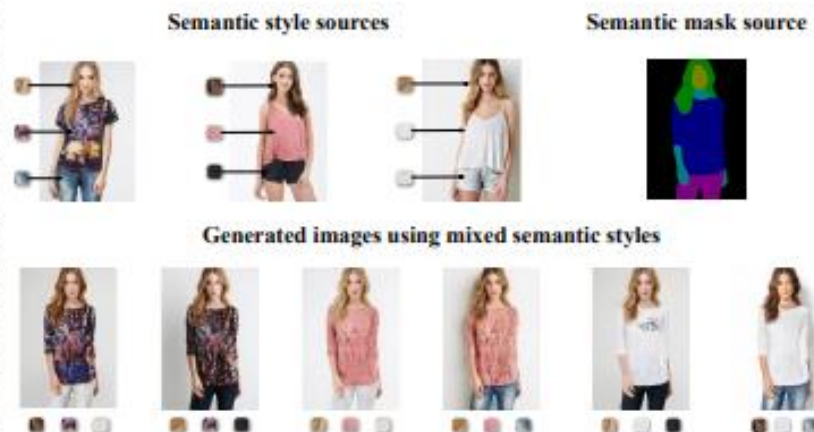 Semantic style sources
Semantic mask source
Generated images using mixed semantic styles